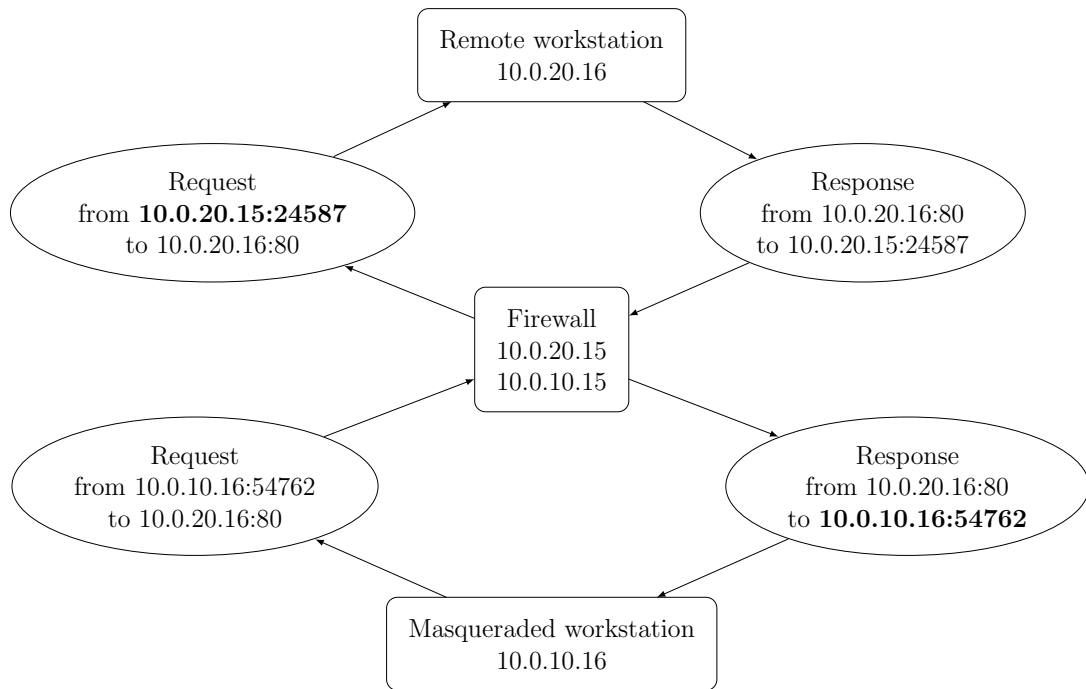 Remote workstation
10.0.20.16
Request
from 10.0.20.15:24587
to 10.0.20.16:80
Response
from 10.0.20.16:80
to 10.0.20.15:24587
Firewall
10.0.20.15
10.0.10.15
Request
from 10.0.10.16:54762
to 10.0.20.16:80
Response
from 10.0.20.16:80
to 10.0.10.16:54762
Masqueraded workstation
10.0.10.16